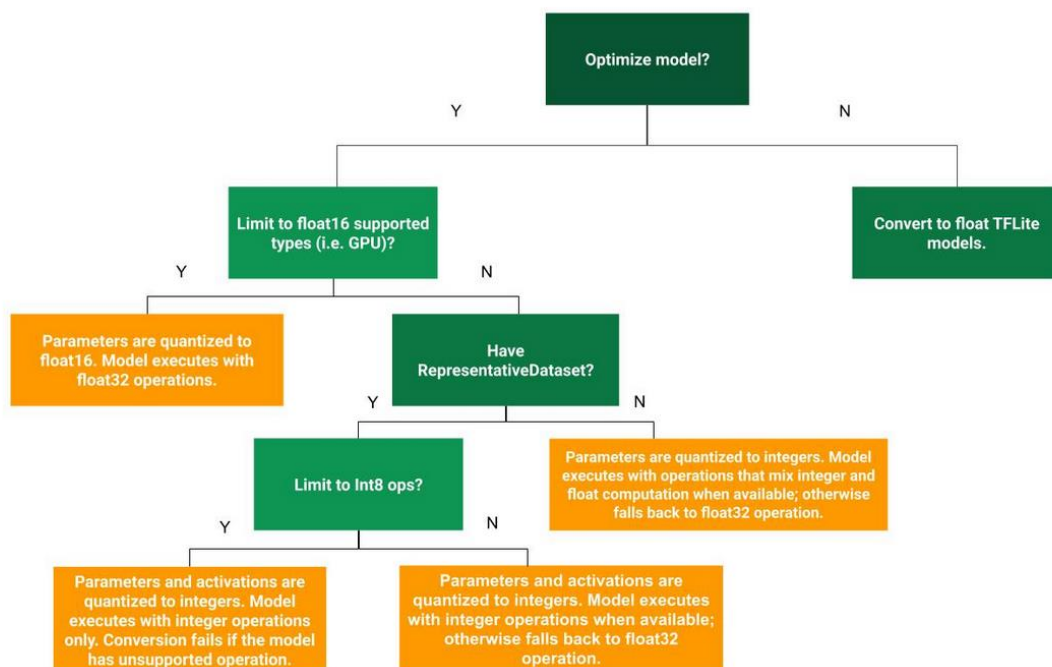 Optimize model?
Y
N
Limit to float16 supported
types (i.e. GPU)?
Convert to float TFLite
models.
Y
N
Parameters are quantized to
float16. Model executes with
float32 operations.
Have
RepresentativeDataset?
Y
N
Limit to Int8 ops?
Parameters are quantized to integers. Model
executes with operations that mix integer and
float computation when available; otherwise
falls back to float32 operation.
Y
N
Parameters and activations are
quantized to integers. Model
executes with integer operations
only. Conversion fails if the model
has unsupported operation.
Parameters and activations are
quantized to integers. Model executes
with integer operations when available;
otherwise falls back to float32
operation.